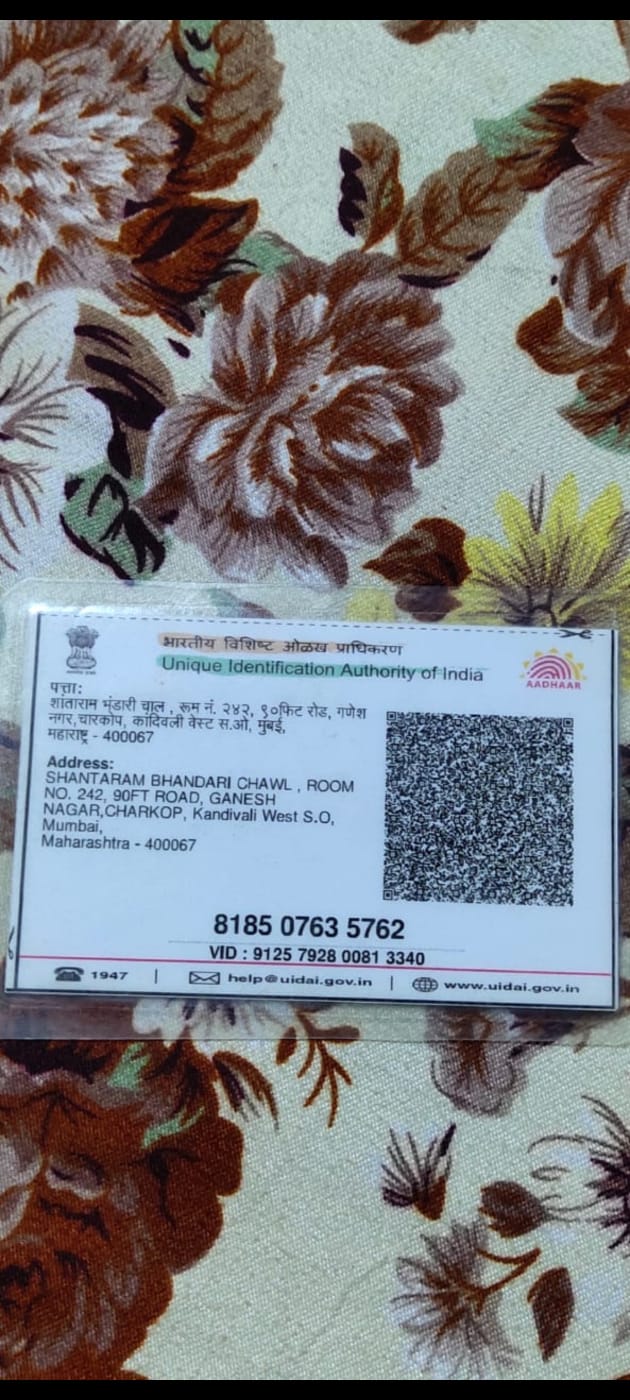 भारतीय विशिष्ट ओळख प्राधिकरण
Unique Identification Authority of India
AADHAAR
पत्ता:
शांताराम भंडारी चाल , रूम नं. २४२, ९०फिट रोड, गणेश
नगर,चारकोप, कांदिवली वेस्ट स.ओ, मुंबई,
महाराष्ट्र - 400067
Address:
SHANTARAM BHANDARI CHAWL , ROOM
NO. 242, 90FT ROAD, GANESH
NAGAR,CHARKOP, Kandivali West S.O,
Mumbai,
Maharashtra - 400067
8185 0763 5762
VID : 9125 7928 0081 3340
1947 | help@uidai.gov.in | www.uidai.gov.in